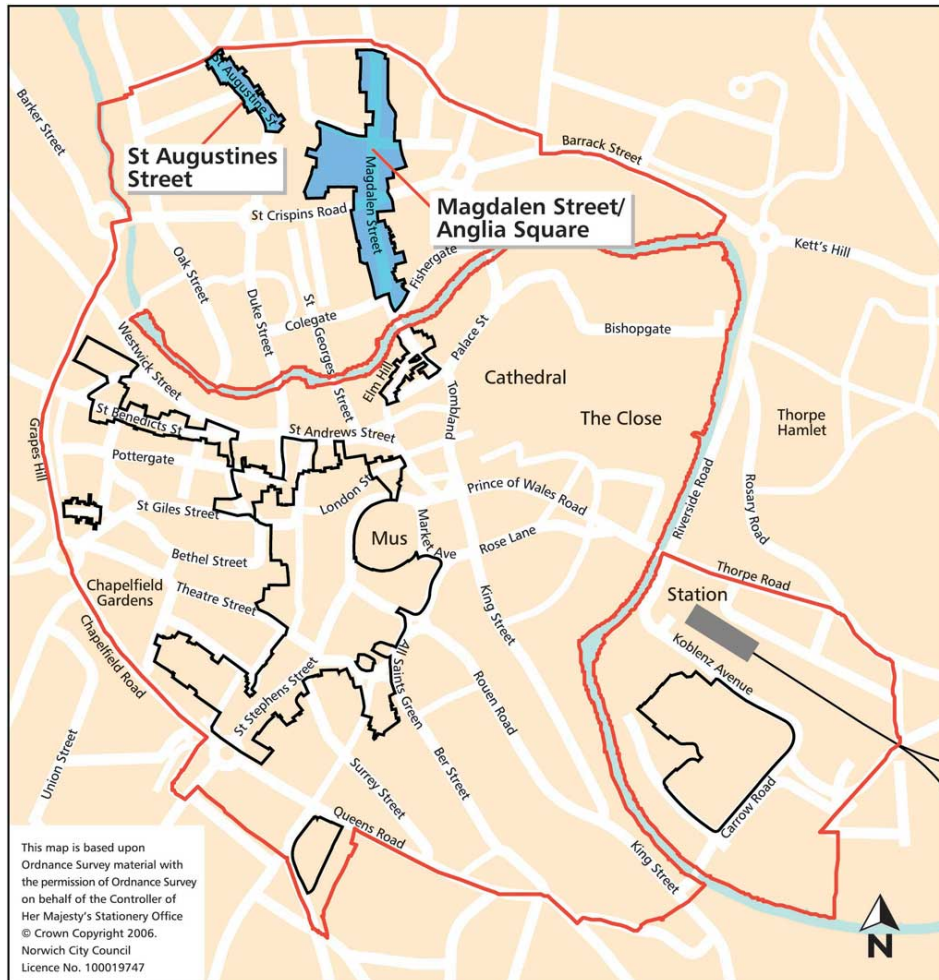 St Augustine St
St Augustines
Street
Magdalen Street
Magdalen Street/
Anglia Square
Barker Street
Barrack Street
St Crispins Road
Fishergate
Kett's Hill
Oak Street
Duke Street
St Georges Street
Colegate
Palace St
Bishopgate
Westwick Street
Elm Hill
Tombland
Cathedral
The Close
Thorpe
Hamlet
Grapes Hill
St Benedicts St
St Andrews Street
Pottergate
London St
Prince of Wales Road
Riverside Road
Rosary Road
St Giles Street
Mus
Market Ave
Rose Lane
Bethel Street
Thorpe Road
Chapelfield
Gardens
Theatre Street
King Street
Station
Koblenz Avenue
Chapelfield Road
St Stephens Street
All Saints Green
Rouen Road
Union Street
Surrey Street
Ber Street
Carrow Road
Queens Road
King Street
This map is based upon
Ordnance Survey material with
the permission of Ordnance Survey
on behalf of the Controller of
Her Majesty's Stationery Office
© Crown Copyright 2006.
Norwich City Council
Licence No. 100019747
N